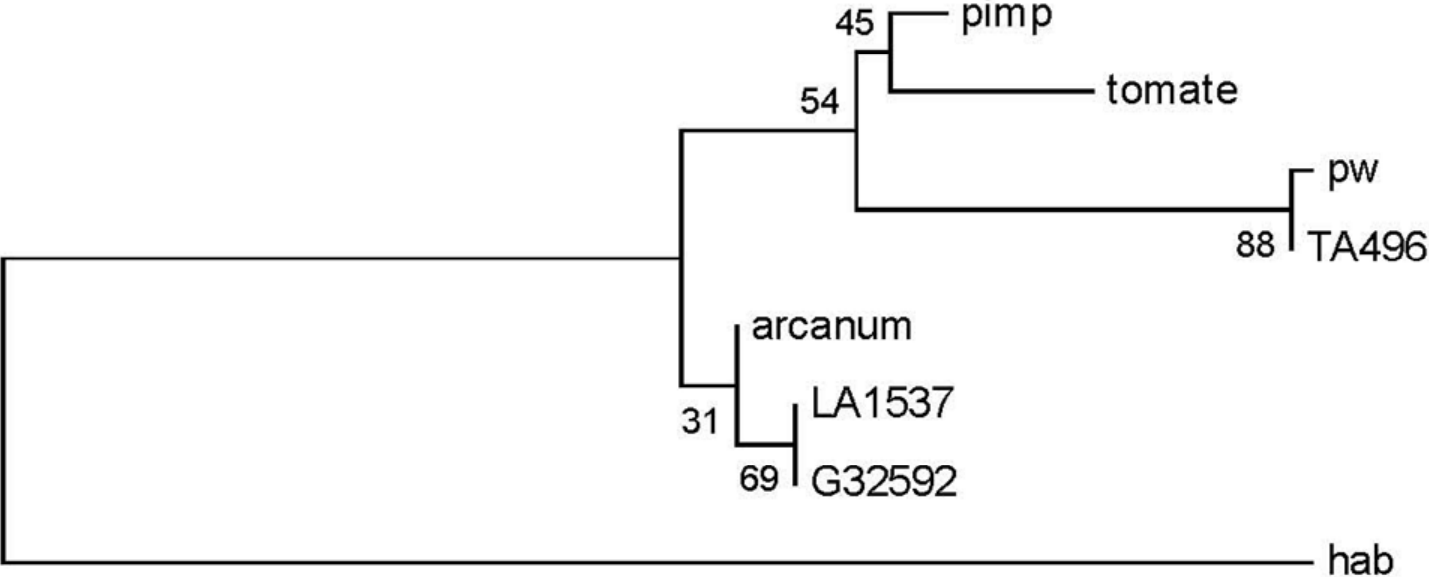 45 pimp
54 tomate
pw
88 TA496
arcanum
31 LA1537
69 G32592
hab